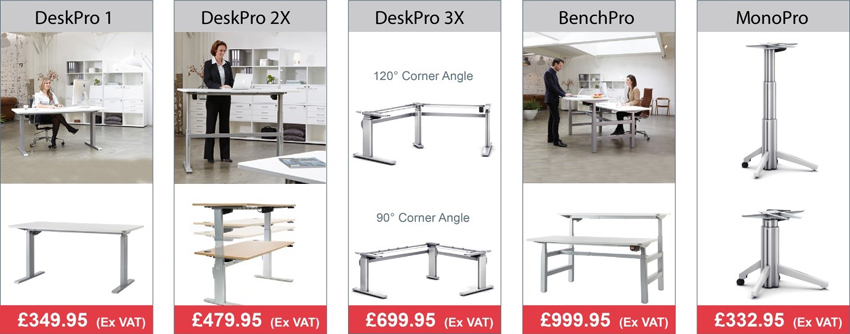 DeskPro 1
DeskPro 2X
DeskPro 3X
BenchPro
MonoPro
120° Corner Angle
90° Corner Angle
£349.95 (Ex VAT)
£479.95 (Ex VAT)
£699.95 (Ex VAT)
£999.95 (Ex VAT)
£332.95 (Ex VAT)